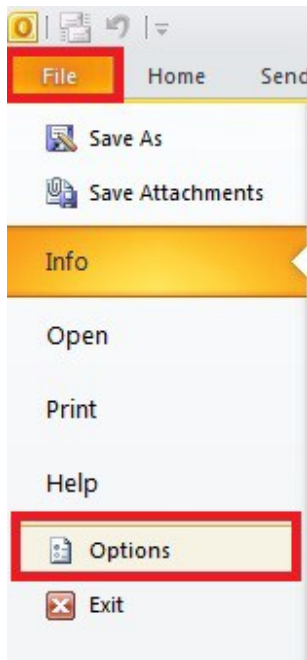 File Home Send
Save As
Save Attachments
Info
Open
Print
Help
Options
Exit